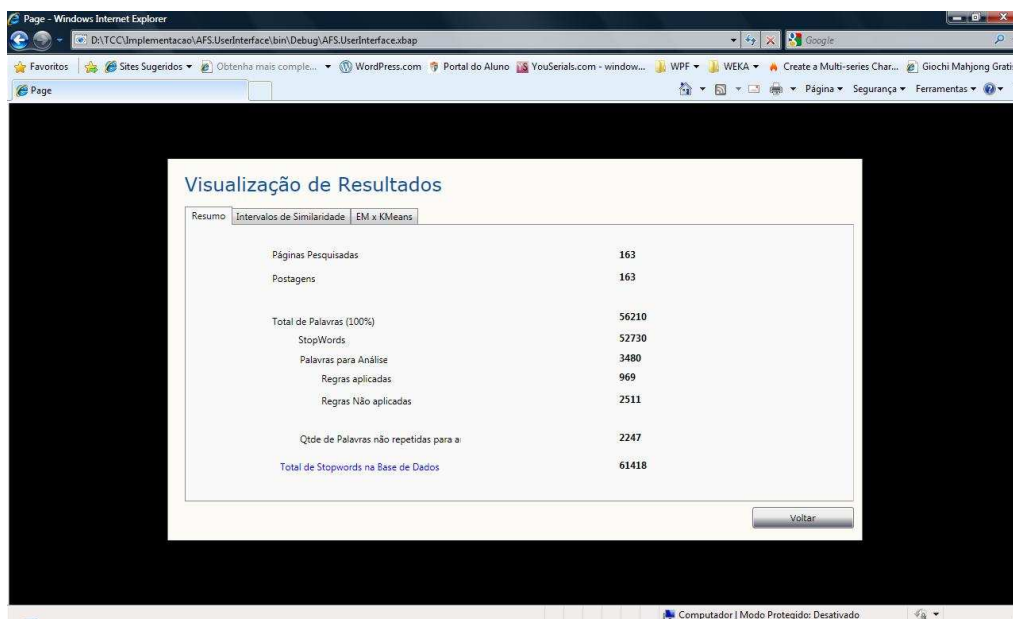 Page - Windows Internet Explorer
D:\TCC\Implementacao\AFS.UserInterface\bin\Debug\AFS.UserInterface.xbap Google
Favoritos Sites Sugeridos Obtenha mais comple... WordPress.com Portal do Aluno YouSerials.com - window... WPF WEKA Create a Multi-series Char... Giochi Mahjong Grati
Page Página Segurança Ferramentas
Visualização de Resultados
Resumo Intervalos de Similaridade EM x KMeans
Páginas Pesquisadas 163
Postagens 163
Total de Palavras (100%) 56210
StopWords 52730
Palavras para Análise 3480
Regras aplicadas 969
Regras Não aplicadas 2511
Qtde de Palavras não repetidas para a 2247
Total de Stopwords na Base de Dados 61418
Voltar
Computador | Modo Protegido: Desativado